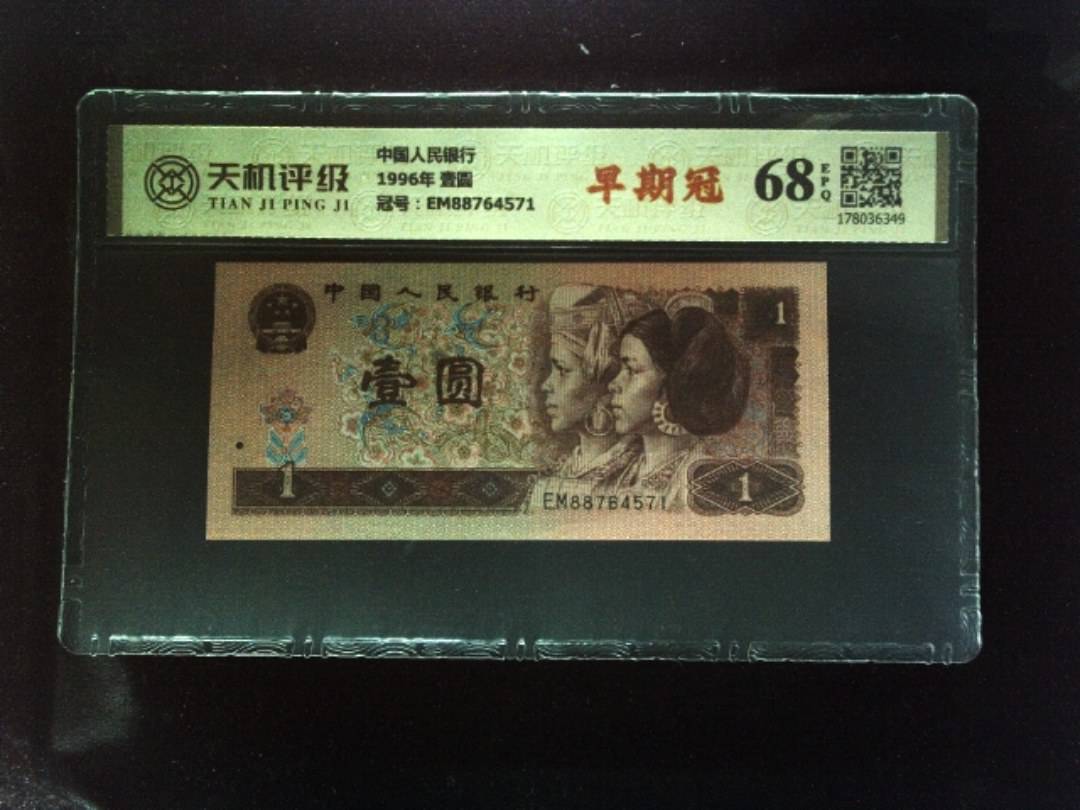 天机评级
TIAN JI PING JI
中国人民银行
1996年 壹圆
冠号：EM88764571
早期冠
68
EPQ
178036349
中国人民银行
壹圆
1
1
1
EM88764571